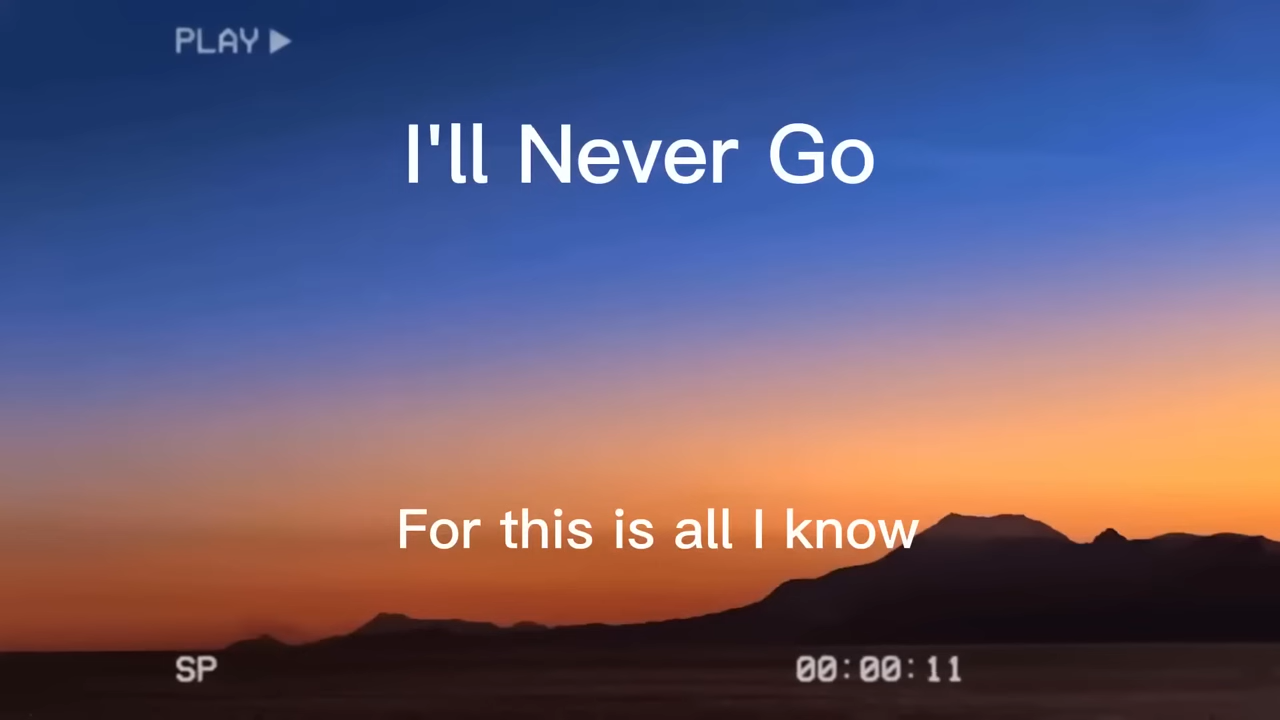 PLAY ▶
I'll Never Go
For this is all I know
SP
00:00:11